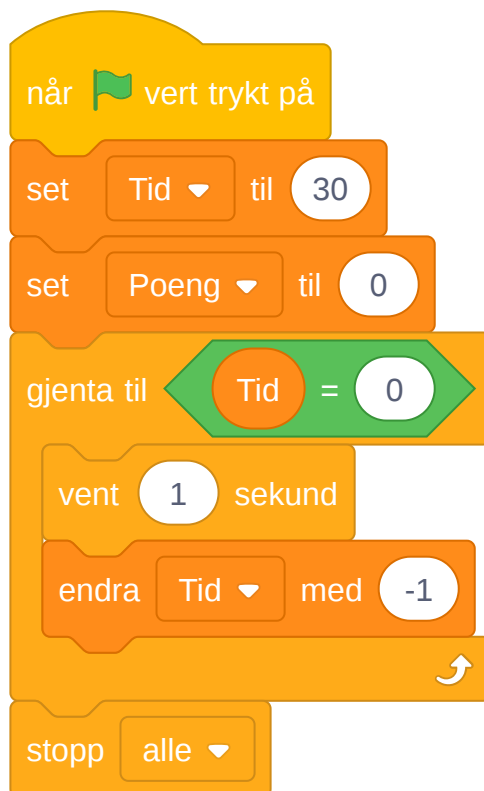 når vert trykt på
set Tid til 30
set Poeng til 0
gjenta til Tid = 0
vent 1 sekund
endra Tid med -1
stopp alle